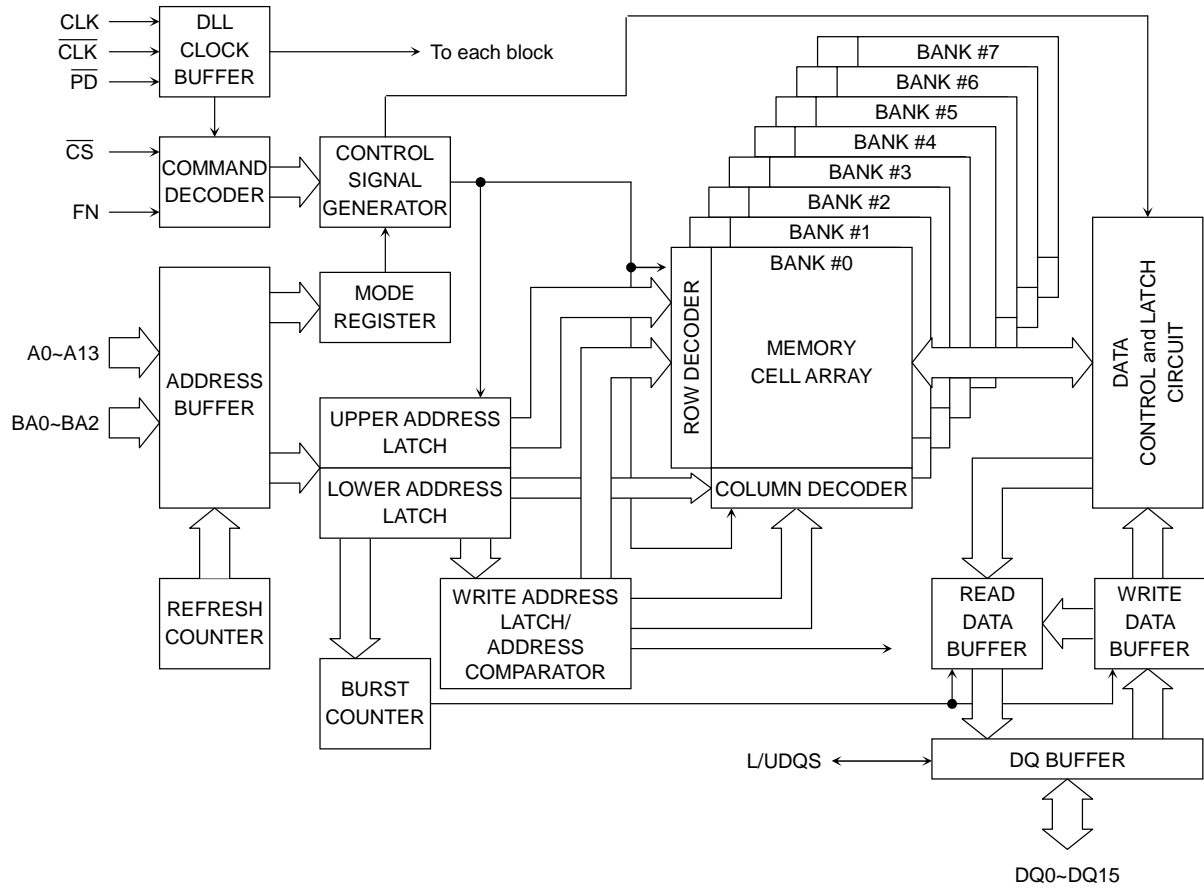 CLK
CLK
PD
DLL
CLOCK
BUFFER
To each block
CS
FN
COMMAND
DECODER
CONTROL
SIGNAL
GENERATOR
MODE
REGISTER
A0~A13
BA0~BA2
ADDRESS
BUFFER
UPPER ADDRESS
LATCH
LOWER ADDRESS
LATCH
REFRESH
COUNTER
WRITE ADDRESS
LATCH/
ADDRESS
COMPARATOR
BURST
COUNTER
BANK #7
BANK #6
BANK #5
BANK #4
BANK #3
BANK #2
BANK #1
BANK #0
ROW DECODER
MEMORY
CELL ARRAY
COLUMN DECODER
DATA
CONTROL and LATCH
CIRCUIT
READ
DATA
BUFFER
WRITE
DATA
BUFFER
L/UDQS
DQ BUFFER
DQ0~DQ15